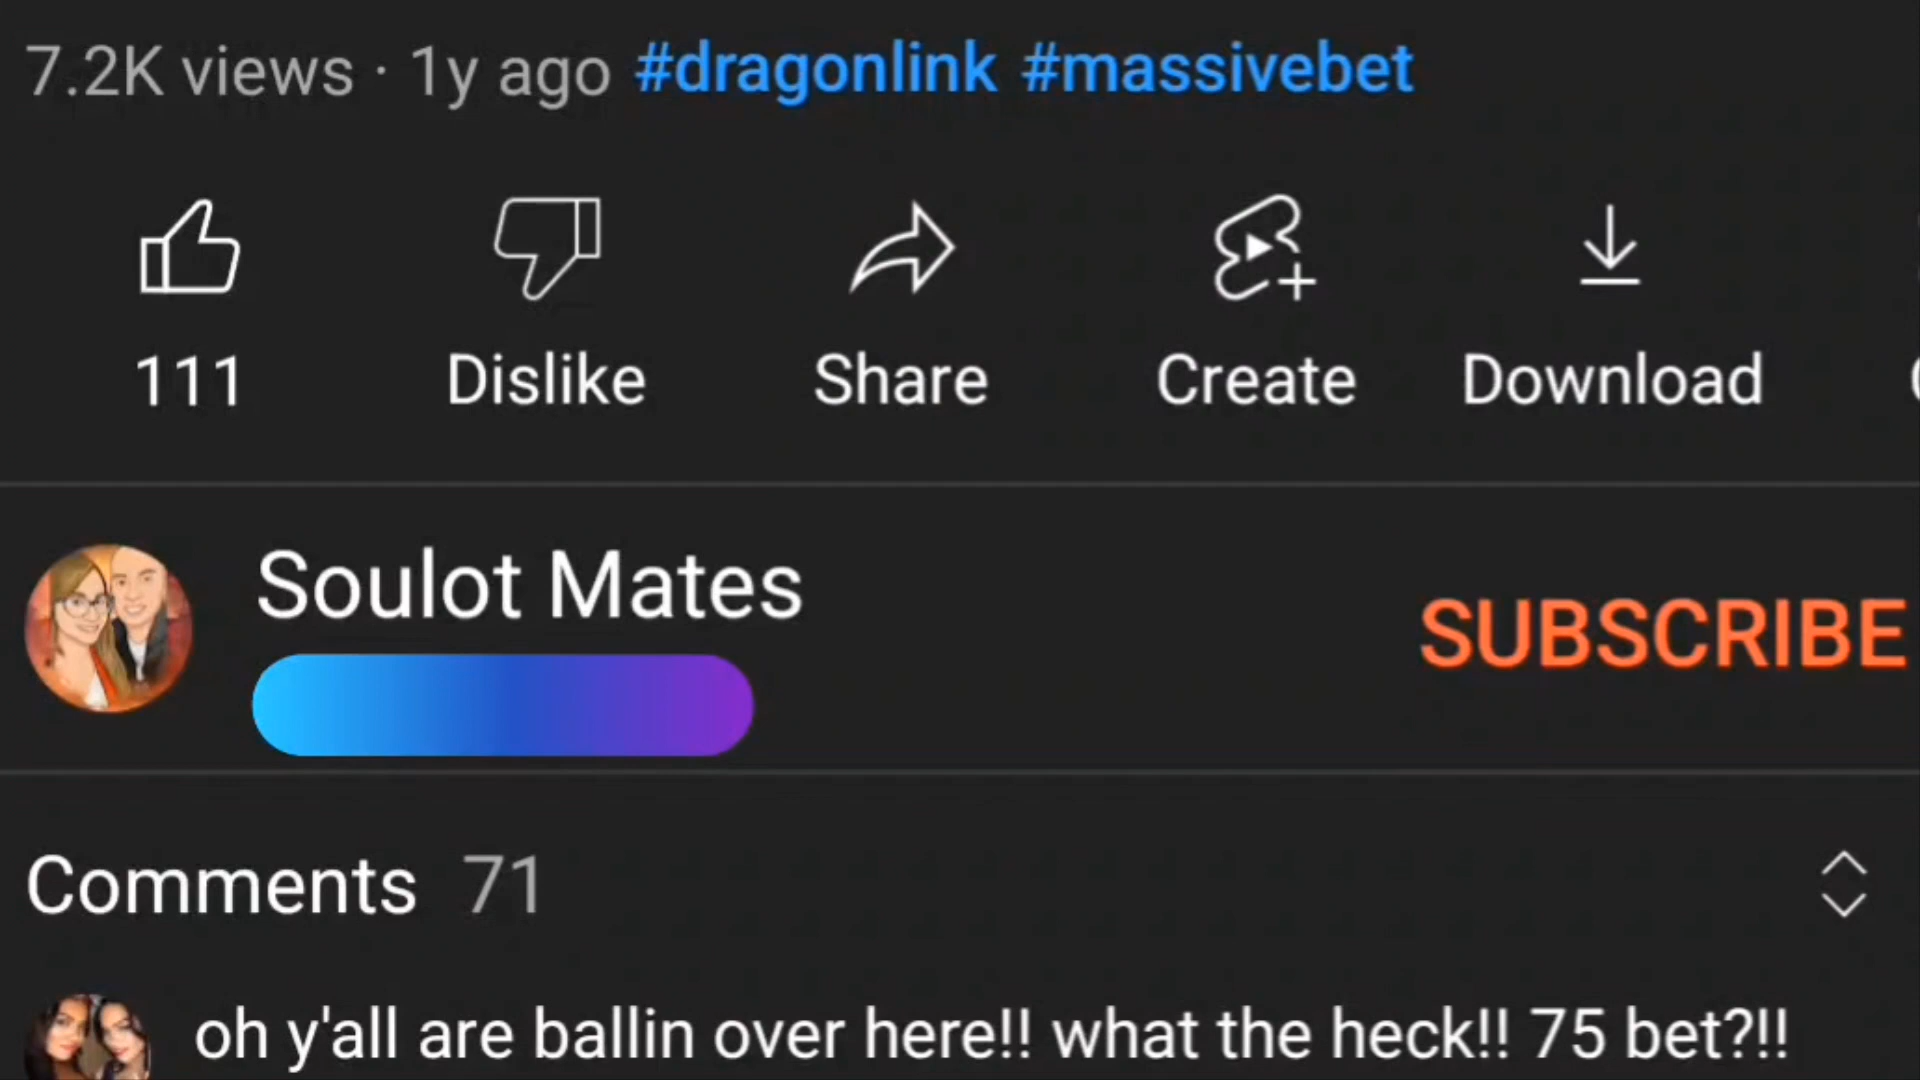 7.2K views · 1y ago #dragonlink #massivebet
111 Dislike Share Create Download
Soulot Mates
SUBSCRIBE
Comments 71
oh y'all are ballin over here!! what the heck!! 75 bet?!!